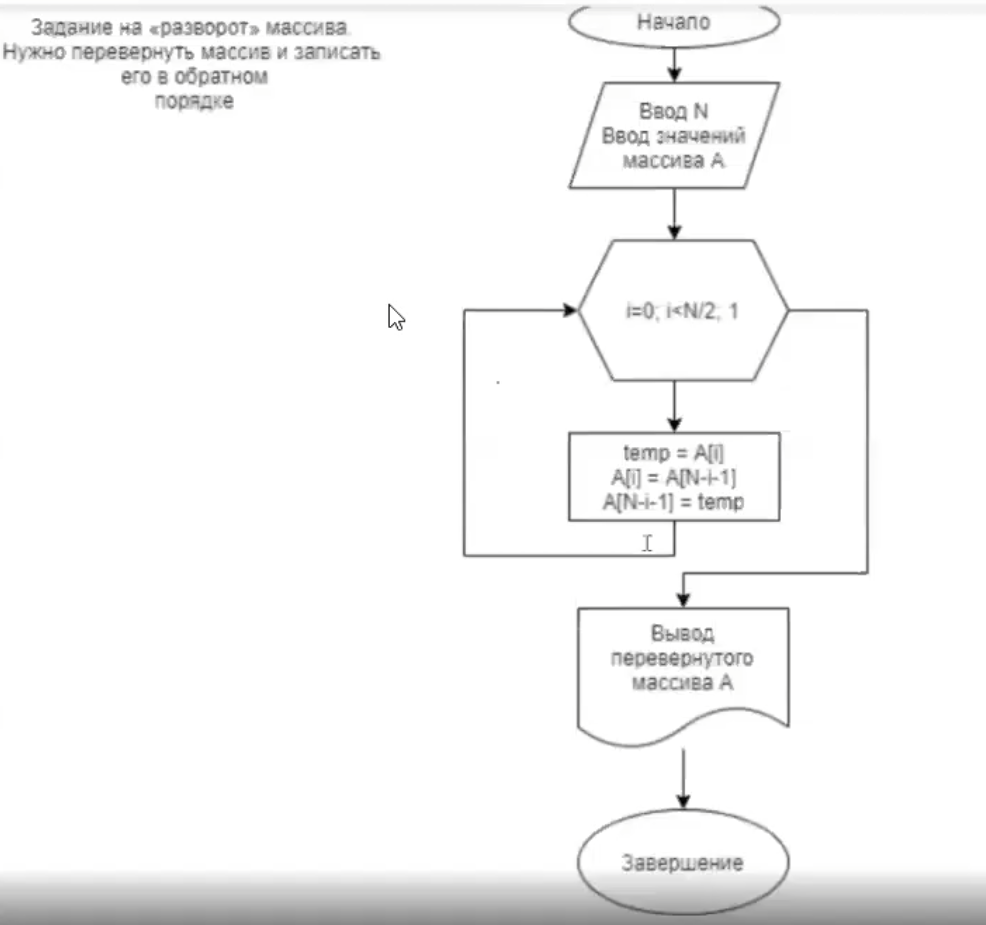 Задание на «разворот» массива.
Нужно перевернуть массив и записать
его в обратном
порядке
Начало
Ввод N
Ввод значений
массива A
i=0; i<N/2; 1
temp = A[i]
A[i] = A[N-i-1]
A[N-i-1] = temp
Вывод
перевернутого
массива A
Завершение